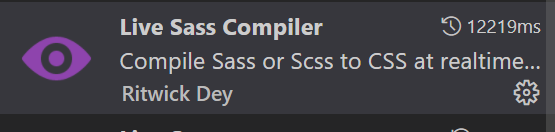 Live Sass Compiler 12219ms
Compile Sass or Scss to CSS at realtime...
Ritwick Dey